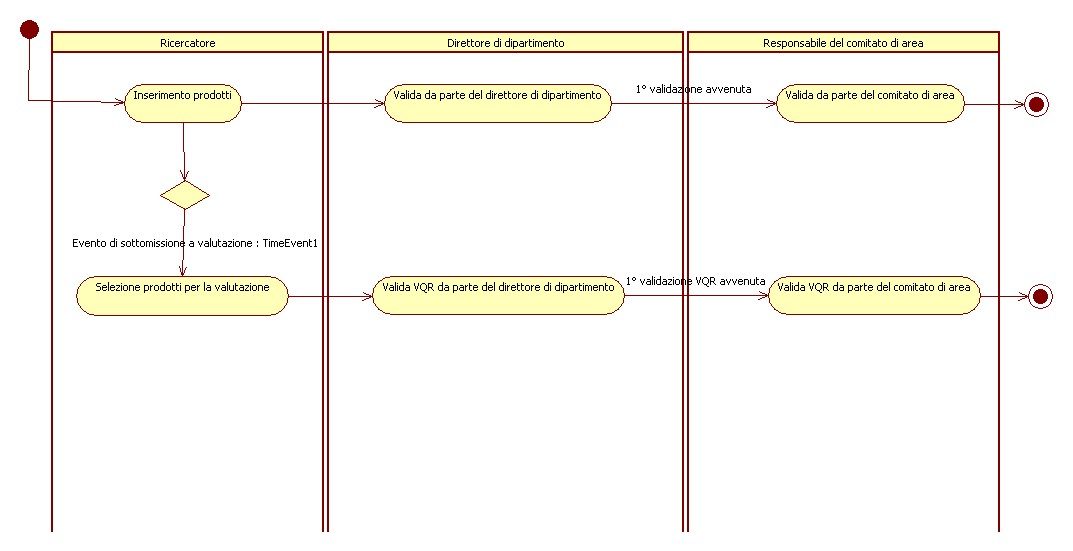 Ricercatore
Direttore di dipartimento
Responsabile del comitato di area
Inserimento prodotti
Valida da parte del direttore di dipartimento
1° validazione avvenuta
Valida da parte del comitato di area
Evento di sottomissione a valutazione : TimeEvent1
Selezione prodotti per la valutazione
Valida VQR da parte del direttore di dipartimento
1° validazione VQR avvenuta
Valida VQR da parte del comitato di area